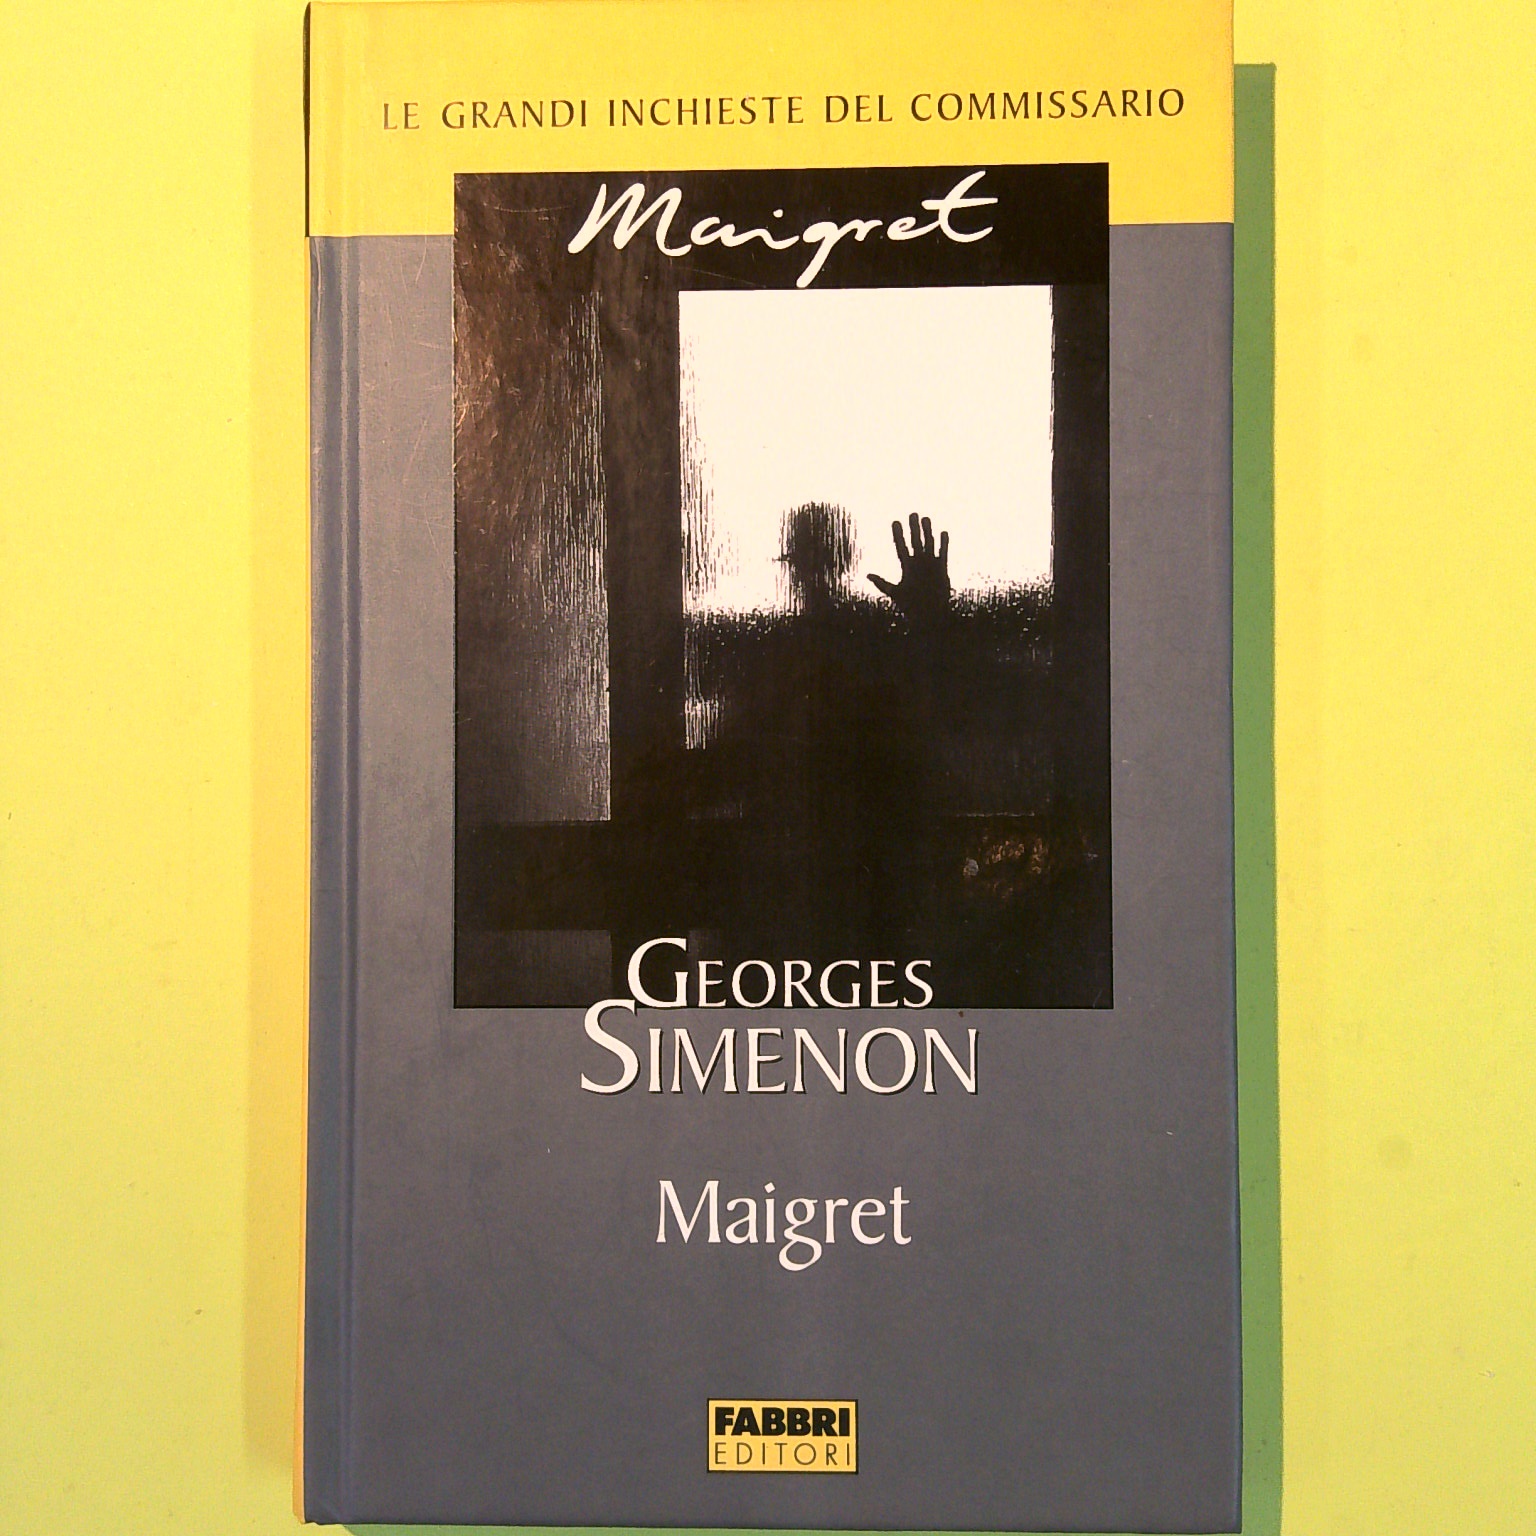 LE GRANDI INCHIESTE DEL COMMISSARIO
Maigret
GEORGES
SIMENON
Maigret
FABBRI
EDITORI